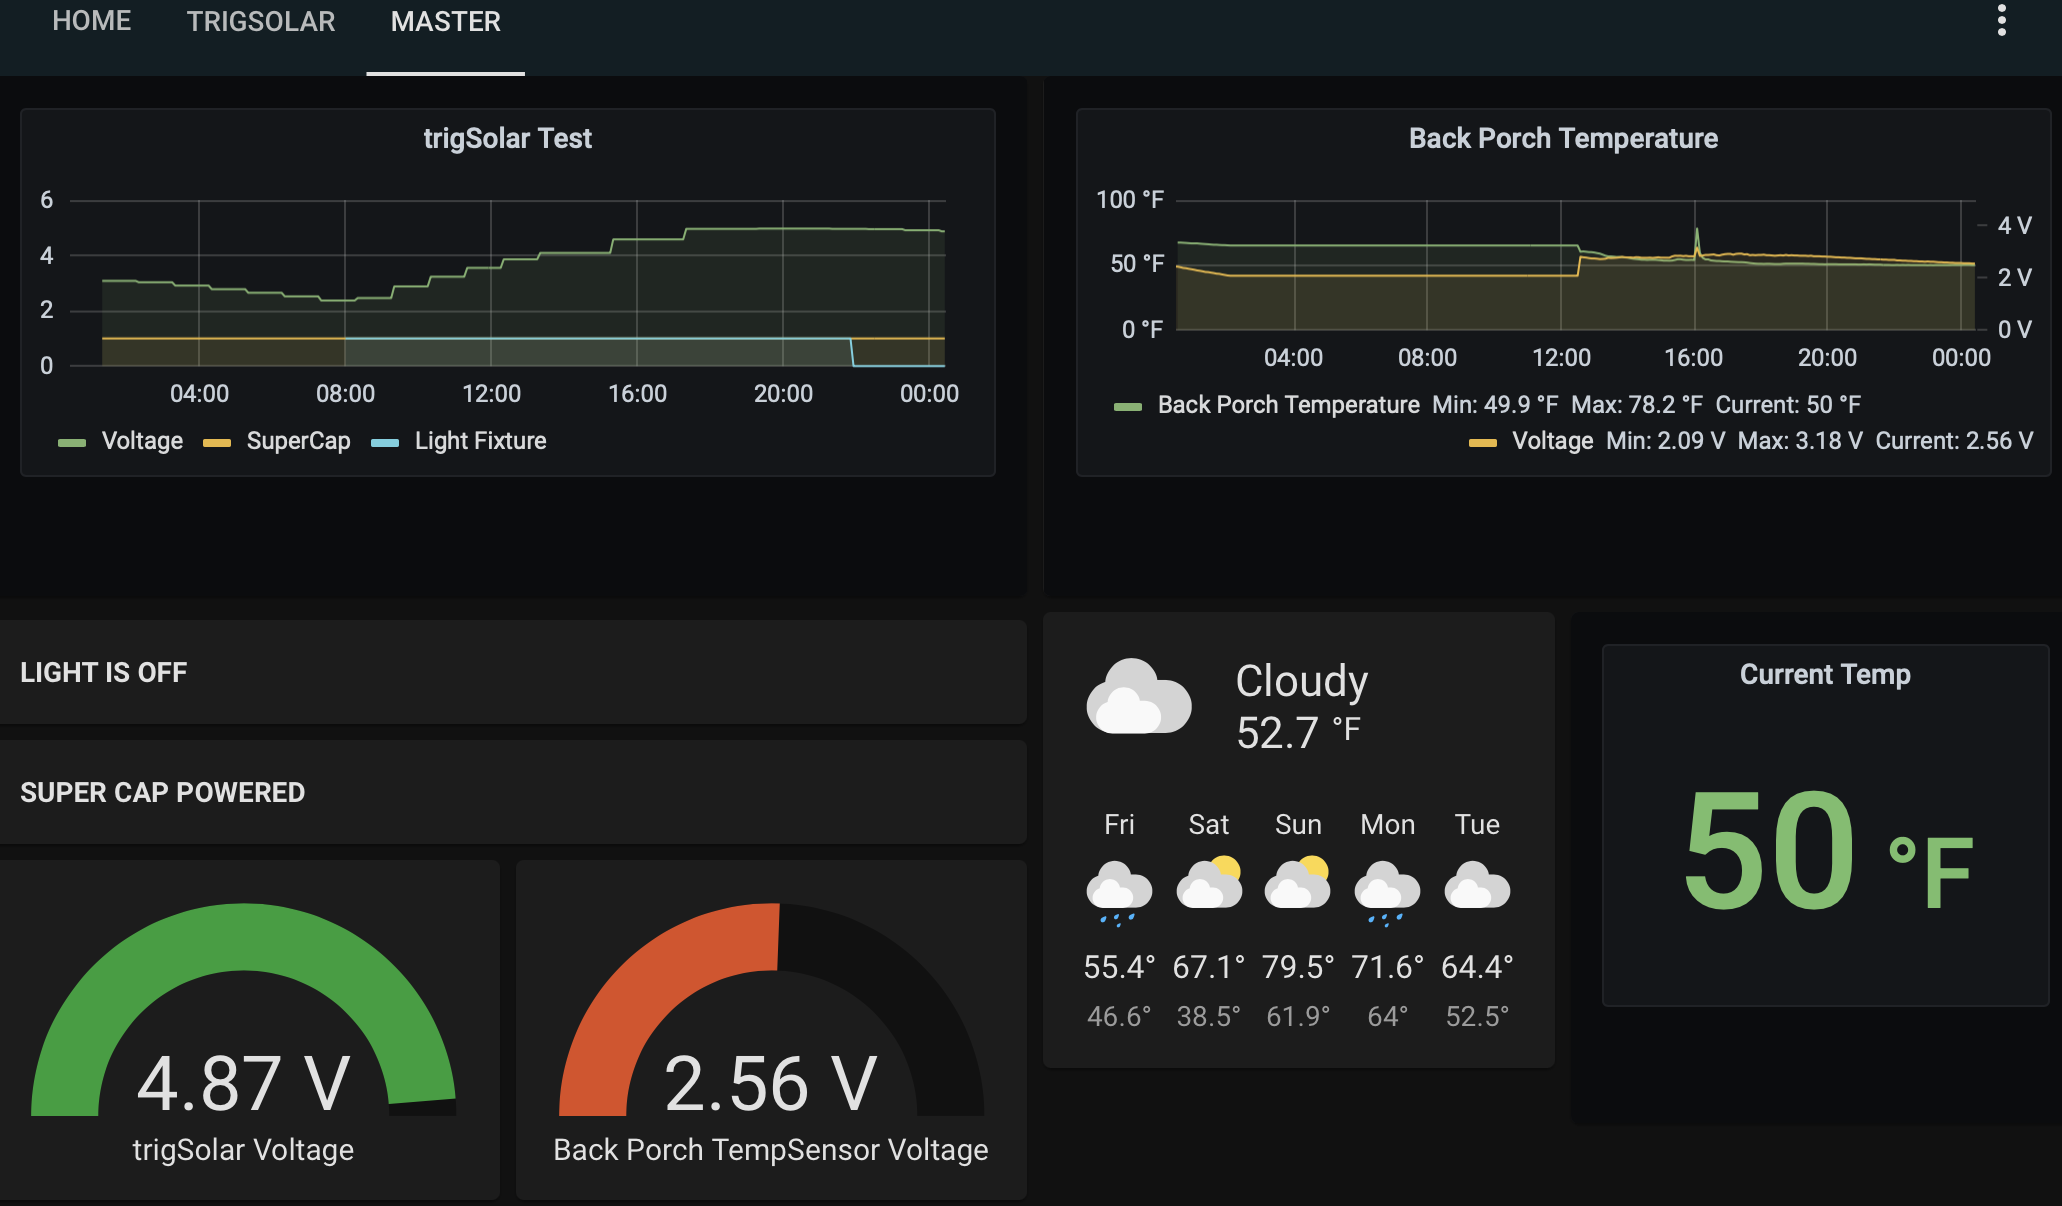 HOME TRIGSOLAR MASTER
trigSolar Test
6
4
2
0
04:00 08:00 12:00 16:00 20:00 00:00
Voltage SuperCap Light Fixture
Back Porch Temperature
100 °F
50 °F
0 °F
4 V
2 V
0 V
04:00 08:00 12:00 16:00 20:00 00:00
Back Porch Temperature Min: 49.9 °F Max: 78.2 °F Current: 50 °F
Voltage Min: 2.09 V Max: 3.18 V Current: 2.56 V
LIGHT IS OFF
SUPER CAP POWERED
4.87 V
trigSolar Voltage
2.56 V
Back Porch TempSensor Voltage
Cloudy
52.7 °F
Fri Sat Sun Mon Tue
55.4° 67.1° 79.5° 71.6° 64.4°
46.6° 38.5° 61.9° 64° 52.5°
Current Temp
50 °F